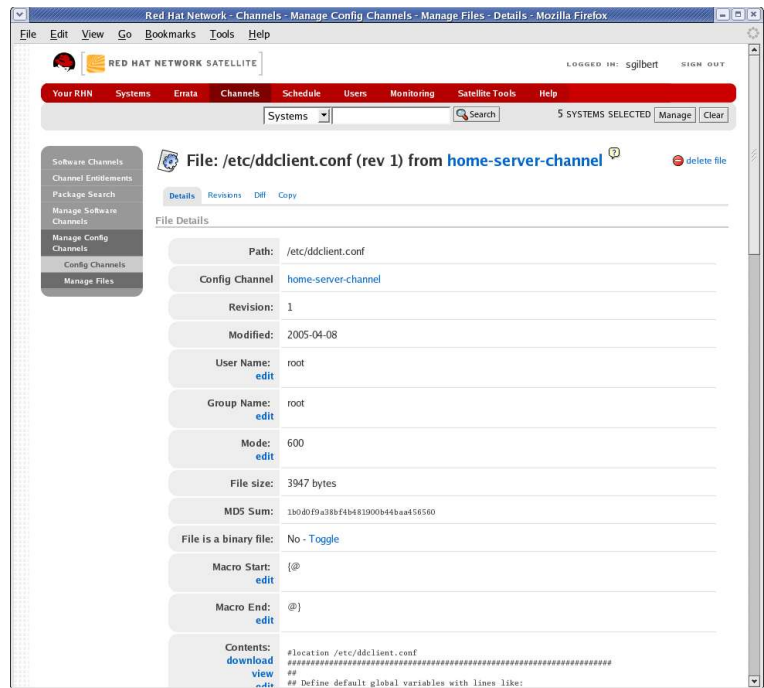 Red Hat Network - Channels - Manage Config Channels - Manage Files - Details - Mozilla Firefox
File Edit View Go Bookmarks Tools Help
RED HAT NETWORK SATELLITE
LOGGED IN: sgilbert SIGN OUT
Your RHN Systems Errata Channels Schedule Users Monitoring Satellite Tools Help
Systems Search 5 SYSTEMS SELECTED Manage Clear
Software Channels
Channel Entitlements
Package Search
Manage Software
Channels
Manage Config
Channels
Config Channels
Manage Files
File: /etc/ddclient.conf (rev 1) from home-server-channel ?
delete file
Details Revisions Diff Copy
File Details
Path: /etc/ddclient.conf
Config Channel home-server-channel
Revision: 1
Modified: 2005-04-08
User Name: root
edit
Group Name: root
edit
Mode: 600
edit
File size: 3947 bytes
MD5 Sum: 1b0d0f9a38bf4b481900b44baa456560
File is a binary file: No - Toggle
Macro Start: {@
edit
Macro End: @}
edit
Contents:
download
view
edit
#location /etc/ddclient.conf
######################################################################
##
## Define default global variables with lines like: